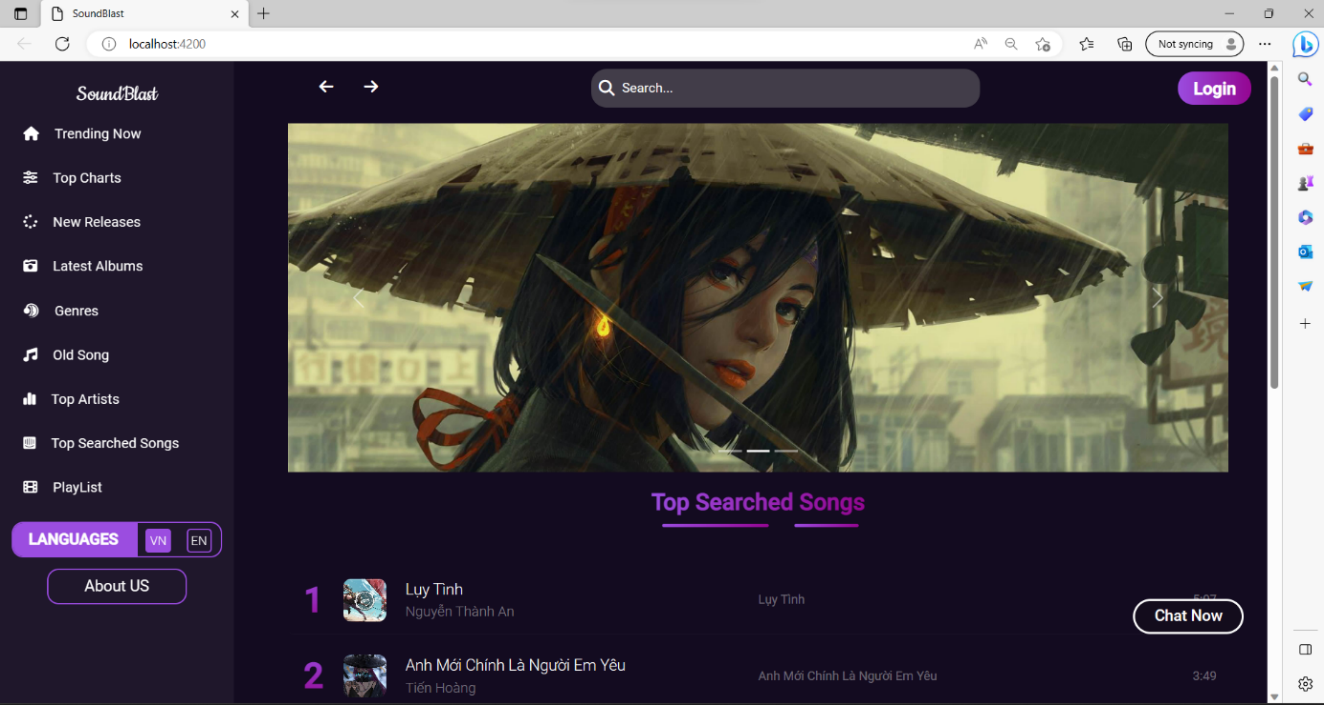 SoundBlast
localhost:4200
Not syncing
SoundBlast
Search...
Login
Trending Now
Top Charts
New Releases
Latest Albums
Genres
Old Song
Top Artists
Top Searched Songs
PlayList
LANGUAGES VN EN
About US
Top Searched Songs
1
Lụy Tình
Nguyễn Thành An
Lụy Tình
5:07
Chat Now
2
Anh Mới Chính Là Người Em Yêu
Tiến Hoàng
Anh Mới Chính Là Người Em Yêu
3:49